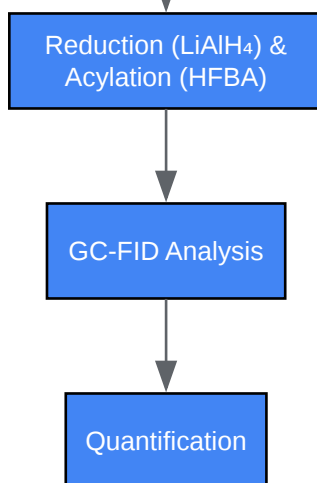 Reduction (LiAlH₄) &
Acylation (HFBA)
GC-FID Analysis
Quantification